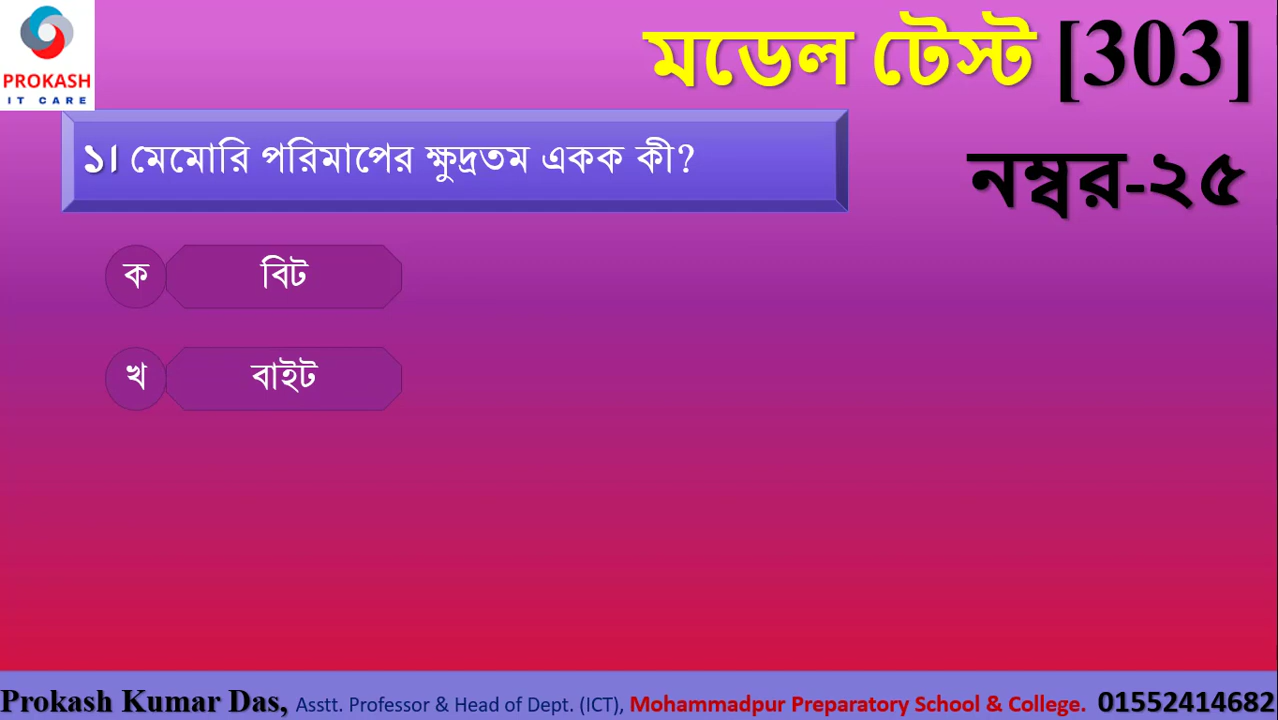 PROKASH
IT CARE
মডেল টেস্ট [303]
নম্বর-২৫
১। মেমোরি পরিমাপের ক্ষুদ্রতম একক কী?
ক বিট
খ বাইট
Prokash Kumar Das, Asstt. Professor & Head of Dept. (ICT), Mohammadpur Preparatory School & College. 01552414682